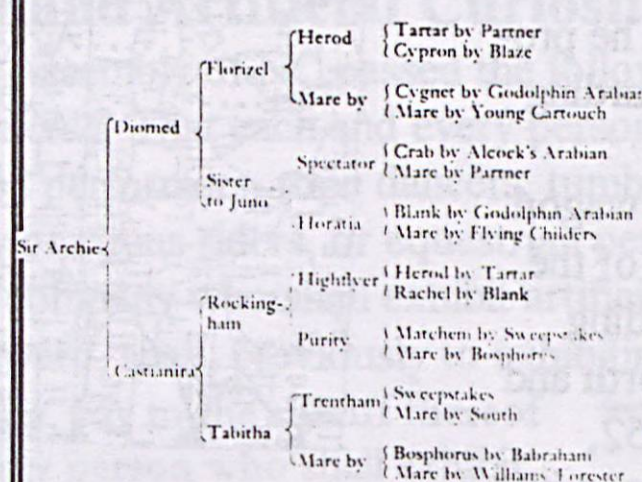 Herod { Tartar by Partner
{ Cypron by Blaze
Florizel
Mare by { Cygnet by Godolphin Arabian
{ Mare by Young Cartouch
Diomed
Spectator { Crab by Alcock's Arabian
{ Mare by Partner
Sister
to Juno
Horatia { Blank by Godolphin Arabian
{ Mare by Flying Childers
Sir Archie
Hightlyer { Herod by Tartar
{ Rachel by Blank
Rocking-
ham
Purity { Matchem by Sweepstakes
{ Mare by Bosphores
Castianira
Trentham { Sweepstakes
{ Mare by South
Tabitha
Mare by { Bosphorus by Babraham
{ Mare by Williams' Forester